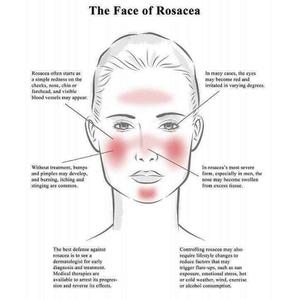 The Face of Rosacea
Rosacea often starts as
a simple redness on the
cheeks, nose, chin or
forehead, and visible
blood vessels may appear.
In many cases, the eyes
may become red and
irritated in varying degrees.
Without treatment, bumps
and pimples may develop,
and burning, itching and
stinging are common.
In rosacea's most severe
form, especially in men, the
nose may become swollen
from excess tissue.
The best defense against
rosacea is to see a
dermatologist for early
diagnosis and treatment.
Medical therapies are
available to arrest its progres-
sion and reverse its effects.
Controlling rosacea may also
require lifestyle changes to
reduce factors that may
trigger flare-ups, such as sun
exposure, emotional stress, hot
or cold weather, wind, exercise
or alcohol consumption.